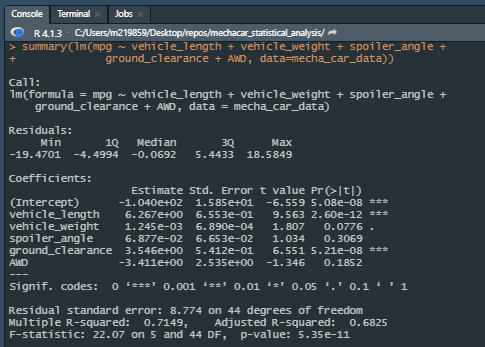 Console Terminal Jobs
R 4.1.3 · C:/Users/m219859/Desktop/repos/mechacar_statistical_analysis/
> summary(lm(mpg ~ vehicle_length + vehicle_weight + spoiler_angle +
+            ground_clearance + AWD, data=mecha_car_data))
Call:
lm(formula = mpg ~ vehicle_length + vehicle_weight + spoiler_angle +
    ground_clearance + AWD, data = mecha_car_data)
Residuals:
     Min       1Q   Median       3Q      Max
-19.4701  -4.4994  -0.0692   5.4433  18.5849
Coefficients:
                   Estimate Std. Error t value Pr(>|t|)
(Intercept)      -1.040e+02  1.585e+01  -6.559 5.08e-08 ***
vehicle_length    6.267e+00  6.553e-01   9.563 2.60e-12 ***
vehicle_weight    1.245e-03  6.890e-04   1.807   0.0776 .
spoiler_angle     6.877e-02  6.653e-02   1.034   0.3069
ground_clearance  3.546e+00  5.412e-01   6.551 5.21e-08 ***
AWD              -3.411e+00  2.535e+00  -1.346   0.1852
---
Signif. codes:  0 ‘***’ 0.001 ‘**’ 0.01 ‘*’ 0.05 ‘.’ 0.1 ‘ ’ 1
Residual standard error: 8.774 on 44 degrees of freedom
Multiple R-squared:  0.7149,    Adjusted R-squared:  0.6825
F-statistic: 22.07 on 5 and 44 DF,  p-value: 5.35e-11